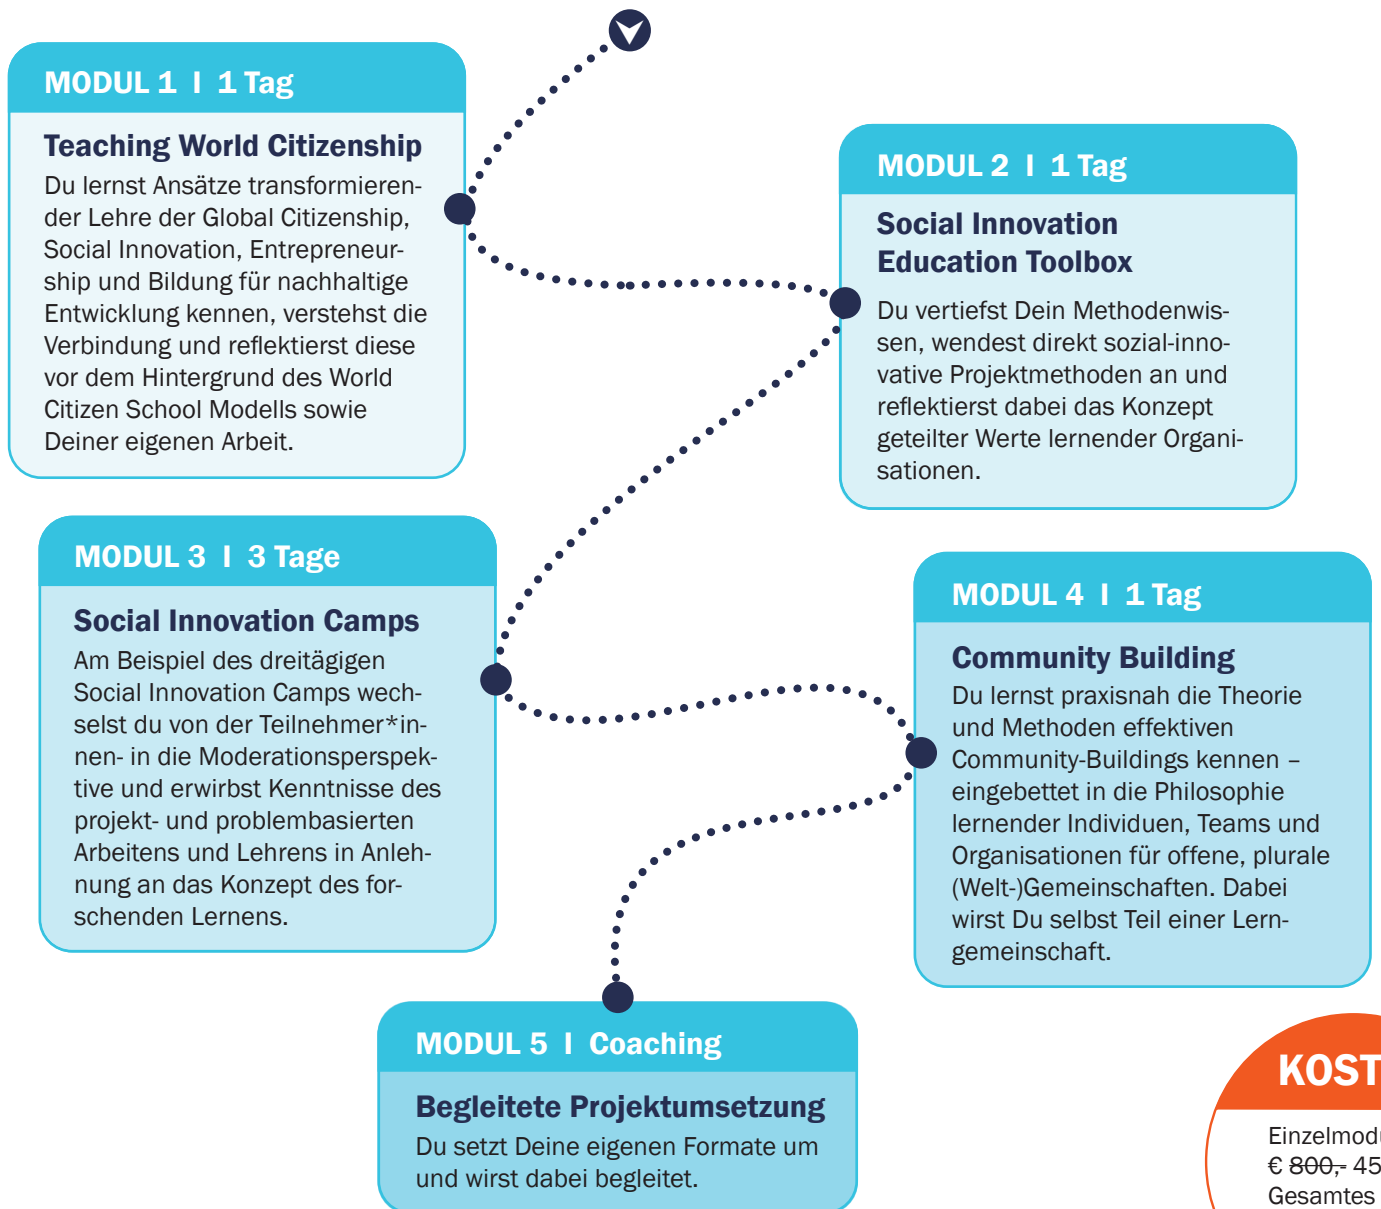 MODUL 1 I 1 Tag
Teaching World Citizenship
Du lernst Ansätze transformieren-
der Lehre der Global Citizenship,
Social Innovation, Entrepreneur-
ship und Bildung für nachhaltige
Entwicklung kennen, verstehst die
Verbindung und reflektierst diese
vor dem Hintergrund des World
Citizen School Modells sowie
Deiner eigenen Arbeit.
MODUL 2 I 1 Tag
Social Innovation
Education Toolbox
Du vertiefst Dein Methodenwis-
sen, wendest direkt sozial-inno-
vative Projektmethoden an und
reflektierst dabei das Konzept
geteilter Werte lernender Organi-
sationen.
MODUL 3 I 3 Tage
Social Innovation Camps
Am Beispiel des dreitägigen
Social Innovation Camps wech-
selst du von der Teilnehmer*in-
nen- in die Moderationsperspek-
tive und erwirbst Kenntnisse des
projekt- und problembasierten
Arbeitens und Lehrens in Anleh-
nung an das Konzept des for-
schenden Lernens.
MODUL 4 I 1 Tag
Community Building
Du lernst praxisnah die Theorie
und Methoden effektiven
Community-Buildings kennen –
eingebettet in die Philosophie
lernender Individuen, Teams und
Organisationen für offene, plurale
(Welt-)Gemeinschaften. Dabei
wirst Du selbst Teil einer Lern-
gemeinschaft.
MODUL 5 I Coaching
Begleitete Projektumsetzung
Du setzt Deine eigenen Formate um
und wirst dabei begleitet.
KOST
Einzelmodu
€ 800,- 45
Gesamtes